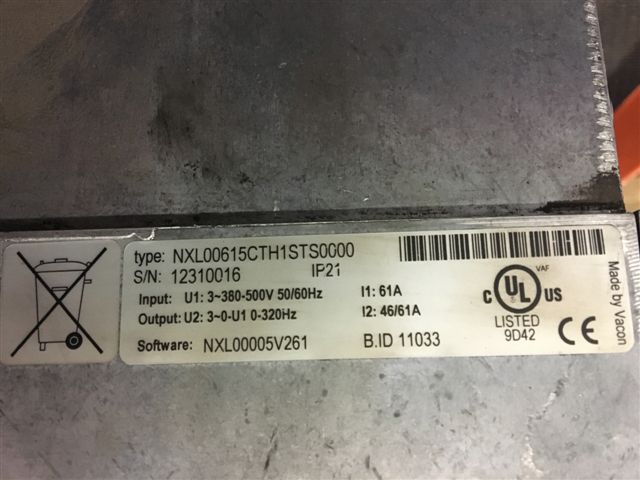 type: NXL00615CTH1STS0000
S/N: 12310016 IP21
Input: U1: 3~380-500V 50/60Hz I1: 61A
Output: U2: 3~0-U1 0-320Hz I2: 46/61A
Software: NXL00005V261 B.ID 11033
VAF
C UL US
LISTED
9D42
CE
Made by Vacon